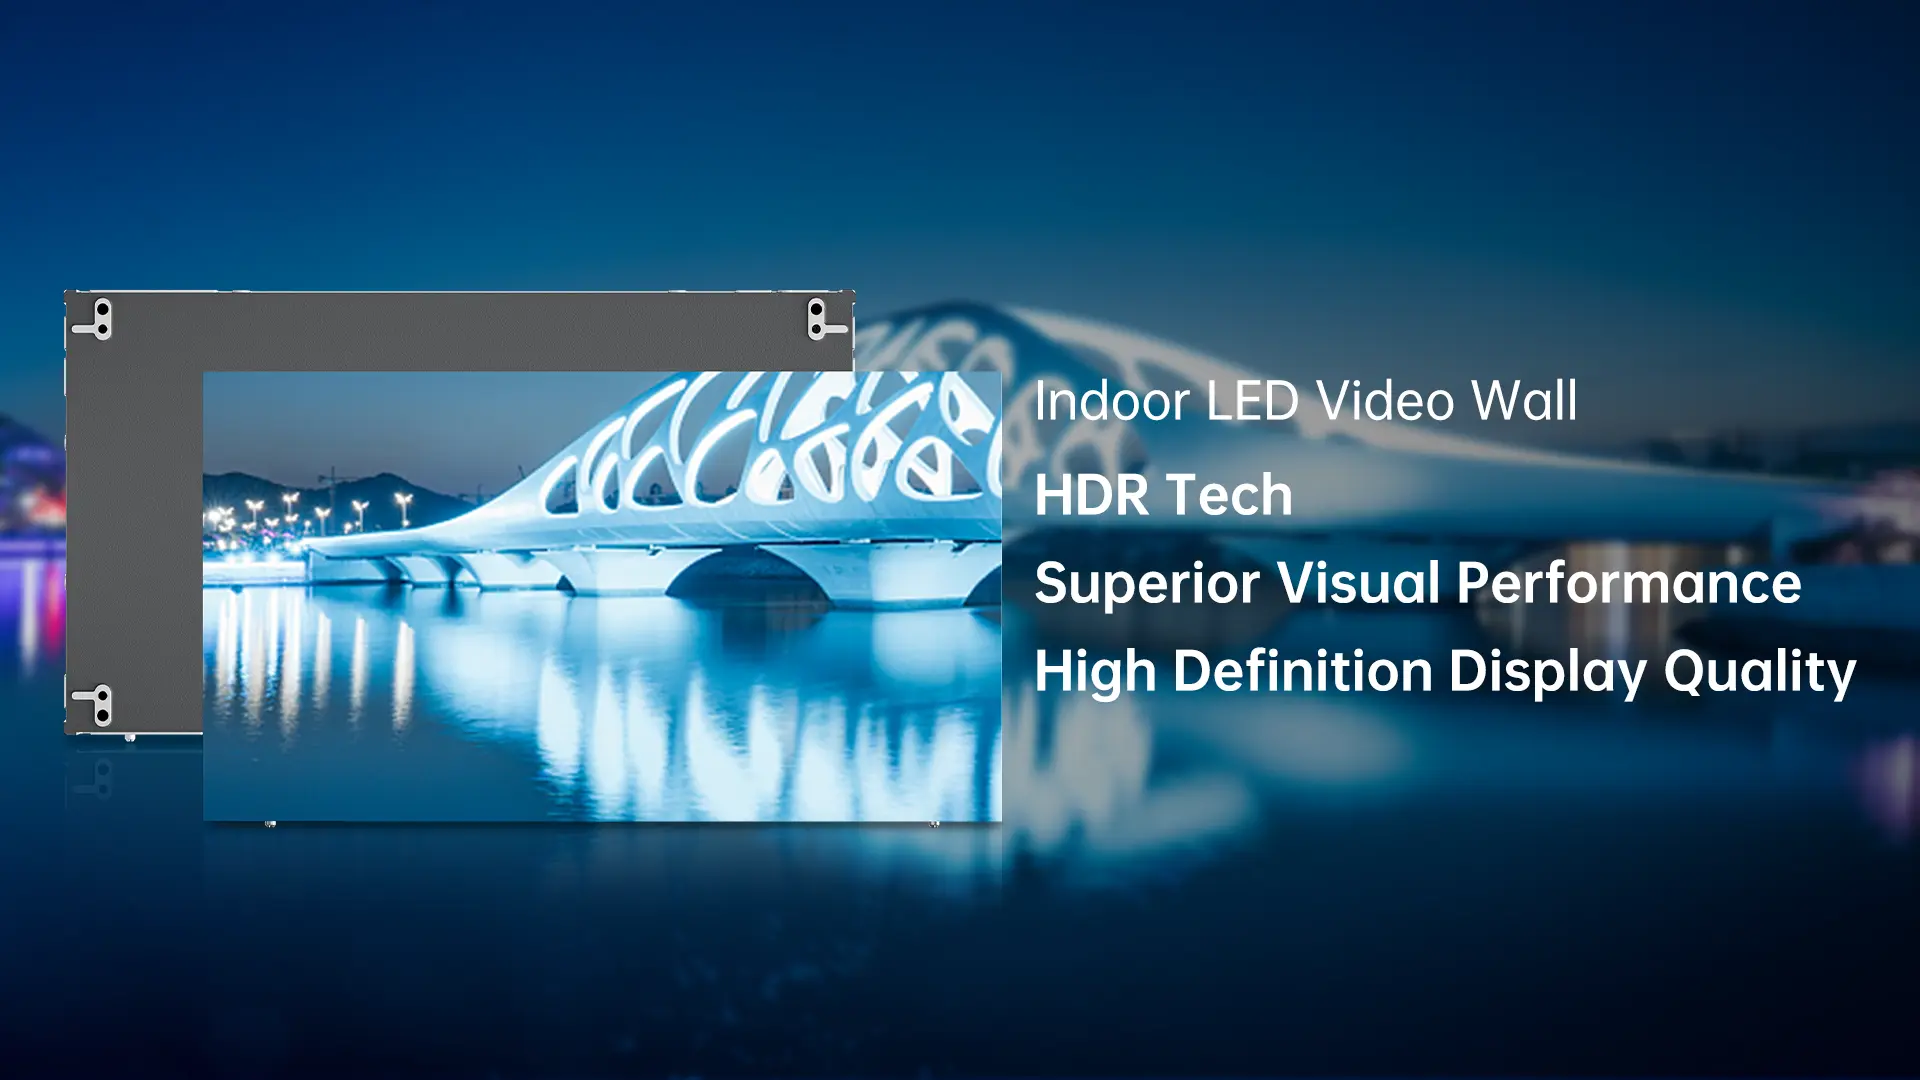 Indoor LED Video Wall
HDR Tech
Superior Visual Performance
High Definition Display Quality